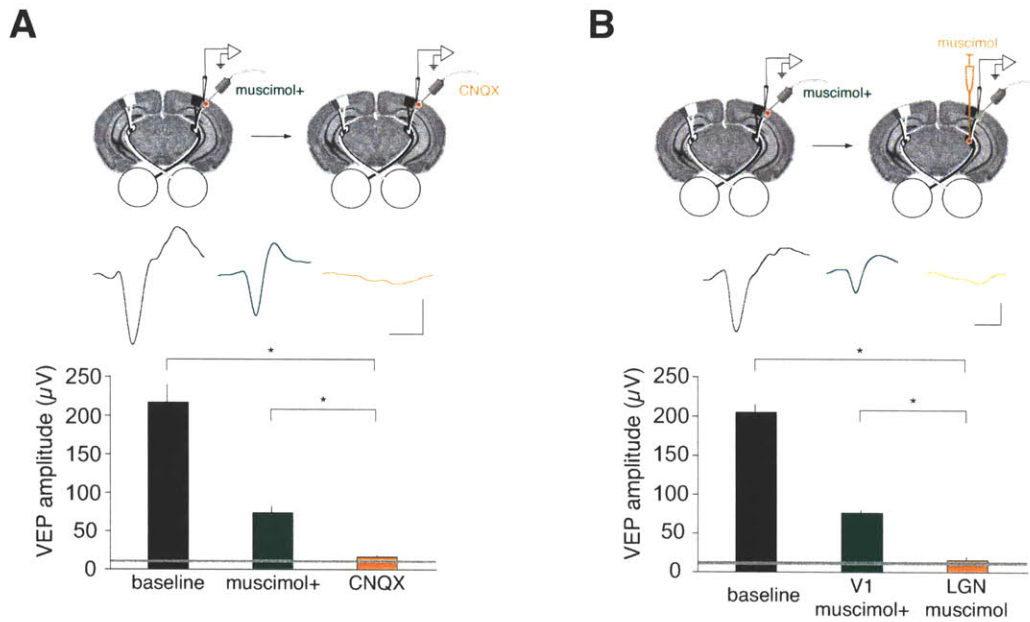 A
muscimol+
CNQX
*
*
VEP amplitude (µV)
250
200
150
100
50
0
baseline
muscimol+
CNQX
B
muscimol+
muscimol
*
*
VEP amplitude (µV)
250
200
150
100
50
0
baseline
V1
muscimol+
LGN
muscimol